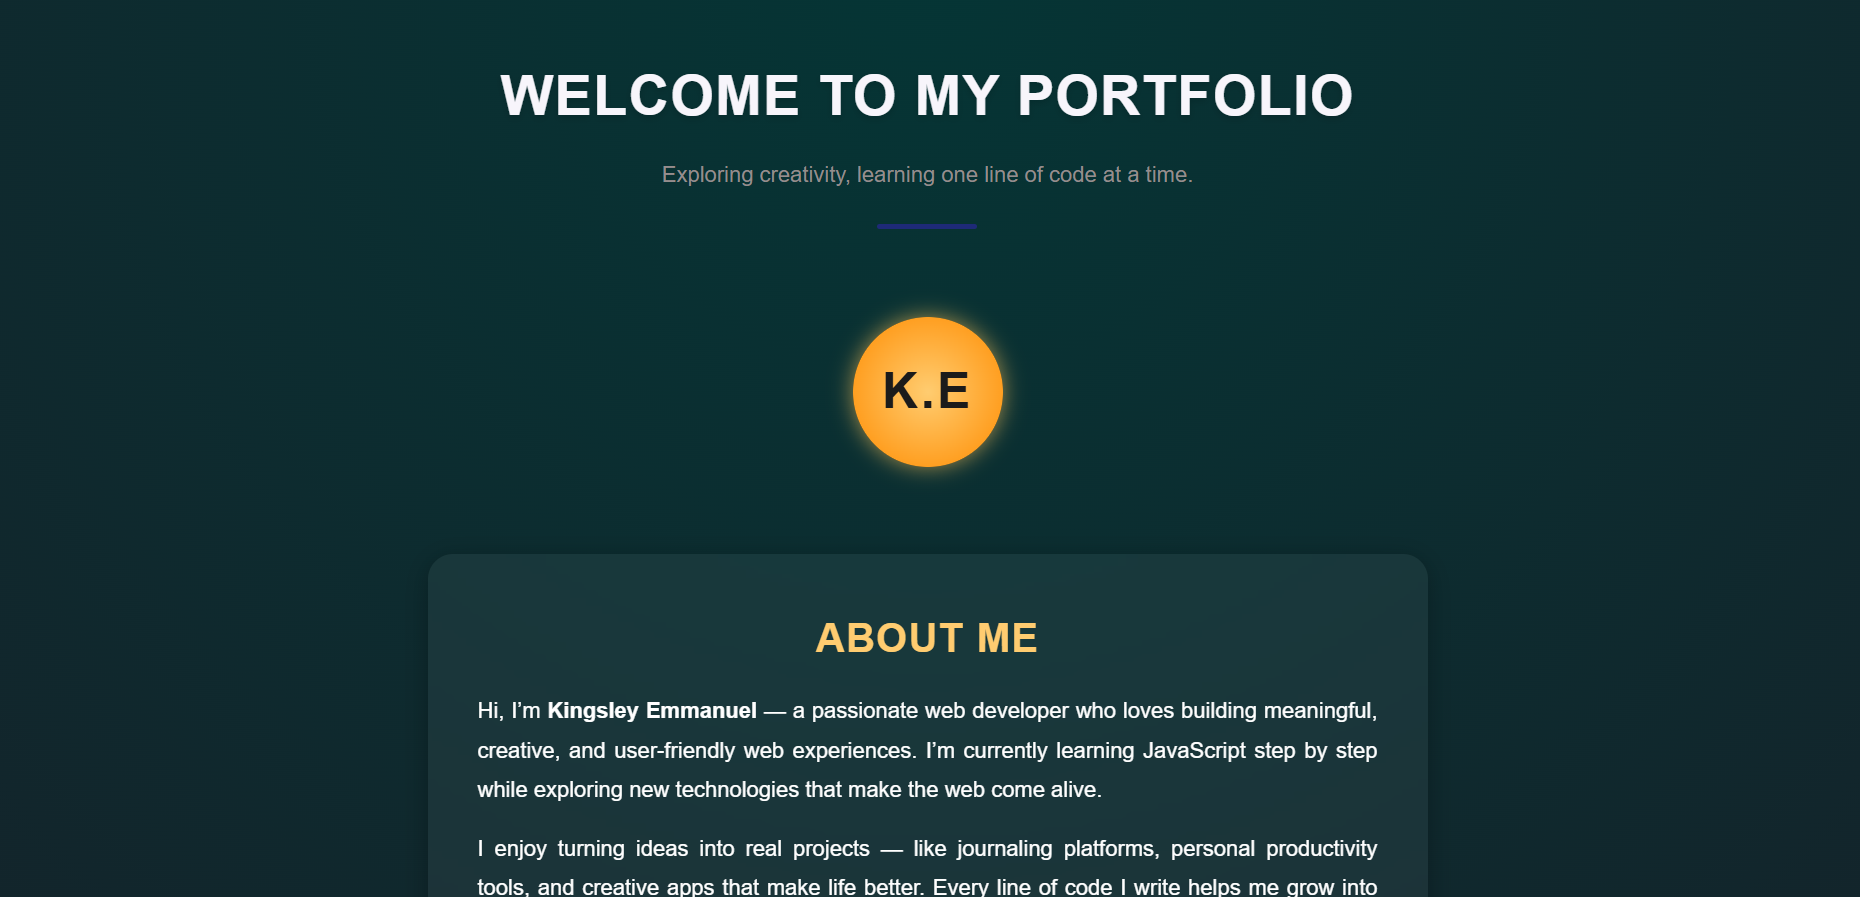 WELCOME TO MY PORTFOLIO
Exploring creativity, learning one line of code at a time.
K.E
ABOUT ME
Hi, I’m Kingsley Emmanuel — a passionate web developer who loves building meaningful,
creative, and user-friendly web experiences. I’m currently learning JavaScript step by step
while exploring new technologies that make the web come alive.
I enjoy turning ideas into real projects — like journaling platforms, personal productivity
tools, and creative apps that make life better. Every line of code I write helps me grow into